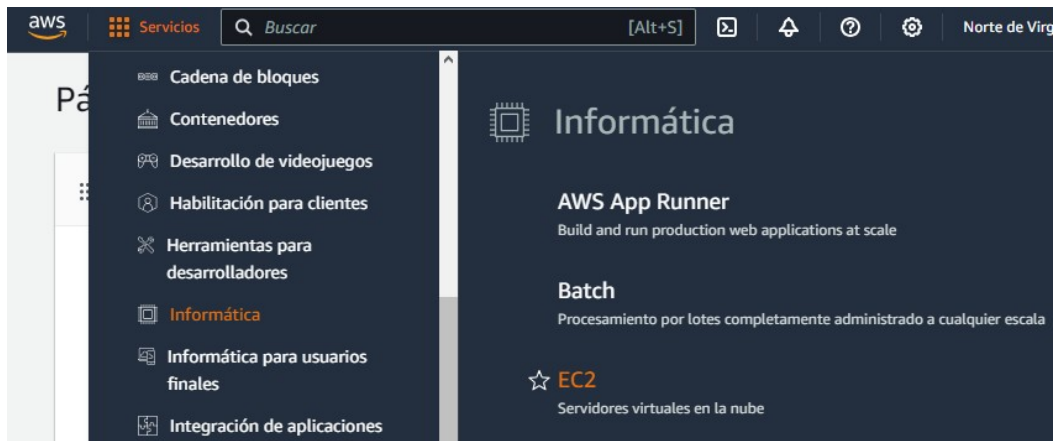 aws Servicios Buscar [Alt+S] Norte de Virg
Pá
Cadena de bloques
Contenedores
Desarrollo de videojuegos
Habilitación para clientes
Herramientas para
desarrolladores
Informática
Informática para usuarios
finales
Integración de aplicaciones
Informática
AWS App Runner
Build and run production web applications at scale
Batch
Procesamiento por lotes completamente administrado a cualquier escala
EC2
Servidores virtuales en la nube